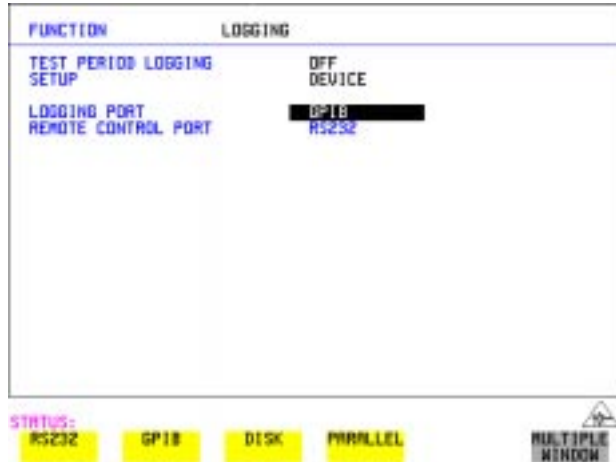 FUNCTION LOGGING
TEST PERIOD LOGGING OFF
SETUP DEVICE
LOGGING PORT GPIB
REMOTE CONTROL PORT RS232
STATUS:
RS232 GPIB DISK PARALLEL MULTIPLE
WINDOW